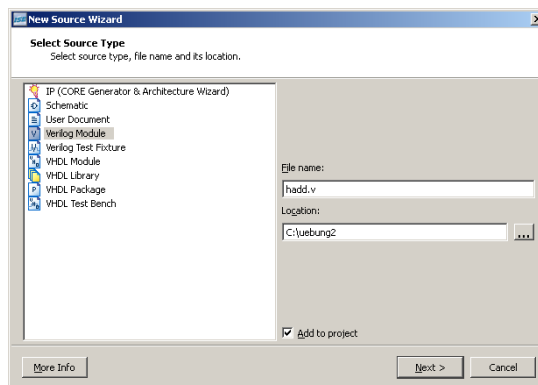 New Source Wizard
Select Source Type
Select source type, file name and its location.
IP (CORE Generator & Architecture Wizard)
Schematic
User Document
Verilog Module
Verilog Test Fixture
VHDL Module
VHDL Library
VHDL Package
VHDL Test Bench
File name:
hadd.v
Location:
C:\uebung2
...
Add to project
More Info
Next >
Cancel